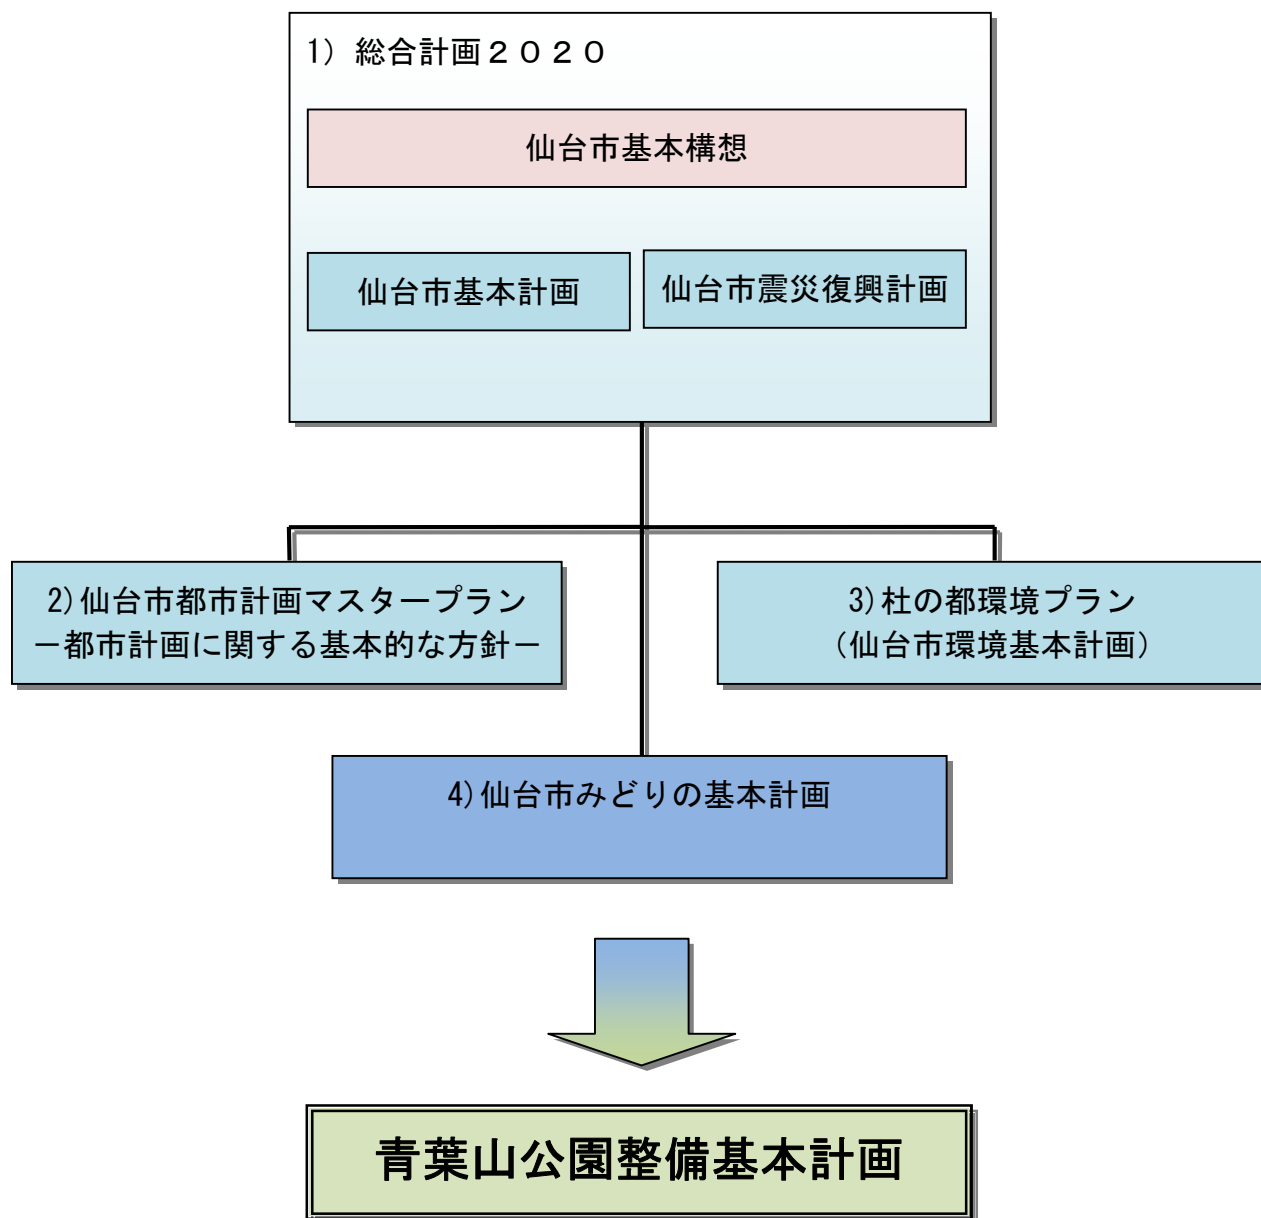 1) 総合計画２０２０
仙台市基本構想
仙台市基本計画
仙台市震災復興計画
2)仙台市都市計画マスタープラン
－都市計画に関する基本的な方針－
3)杜の都環境プラン
（仙台市環境基本計画）
4)仙台市みどりの基本計画
青葉山公園整備基本計画